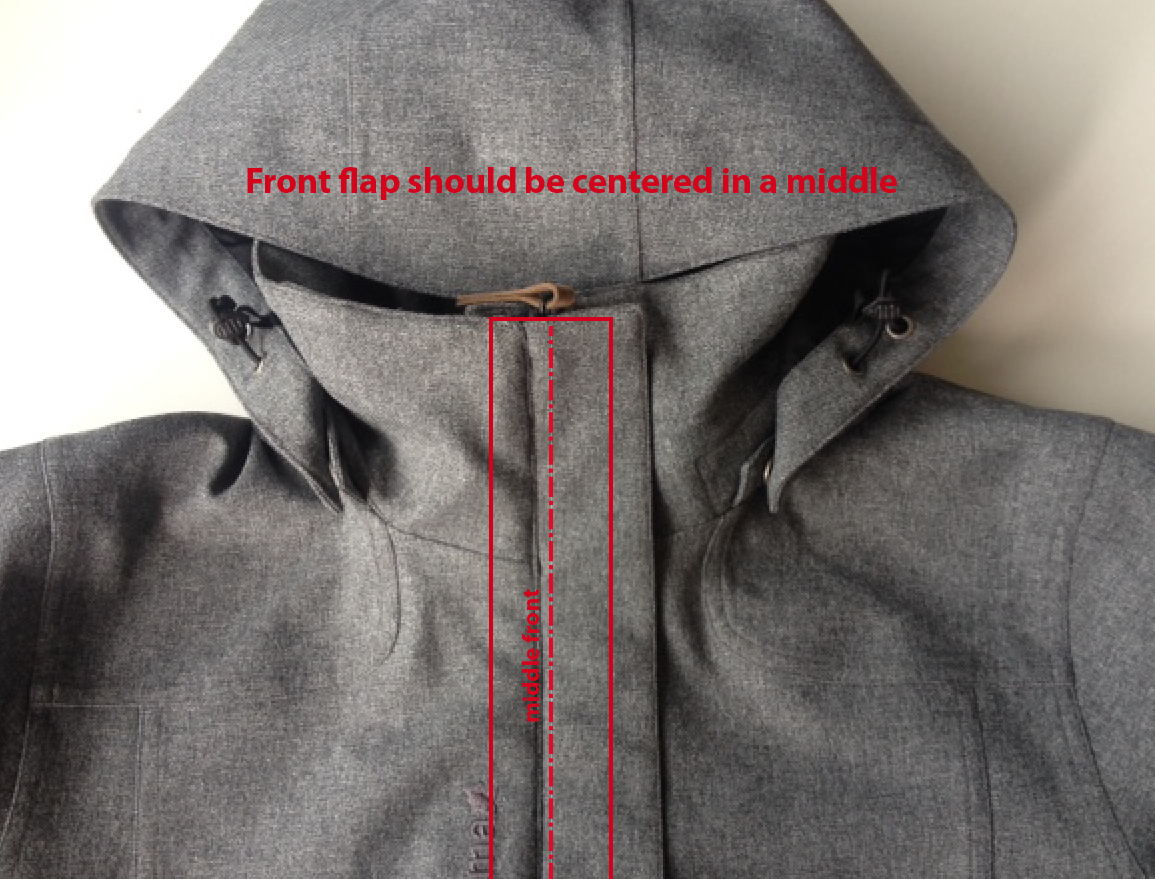 Front flap should be centered in a middle
middle front